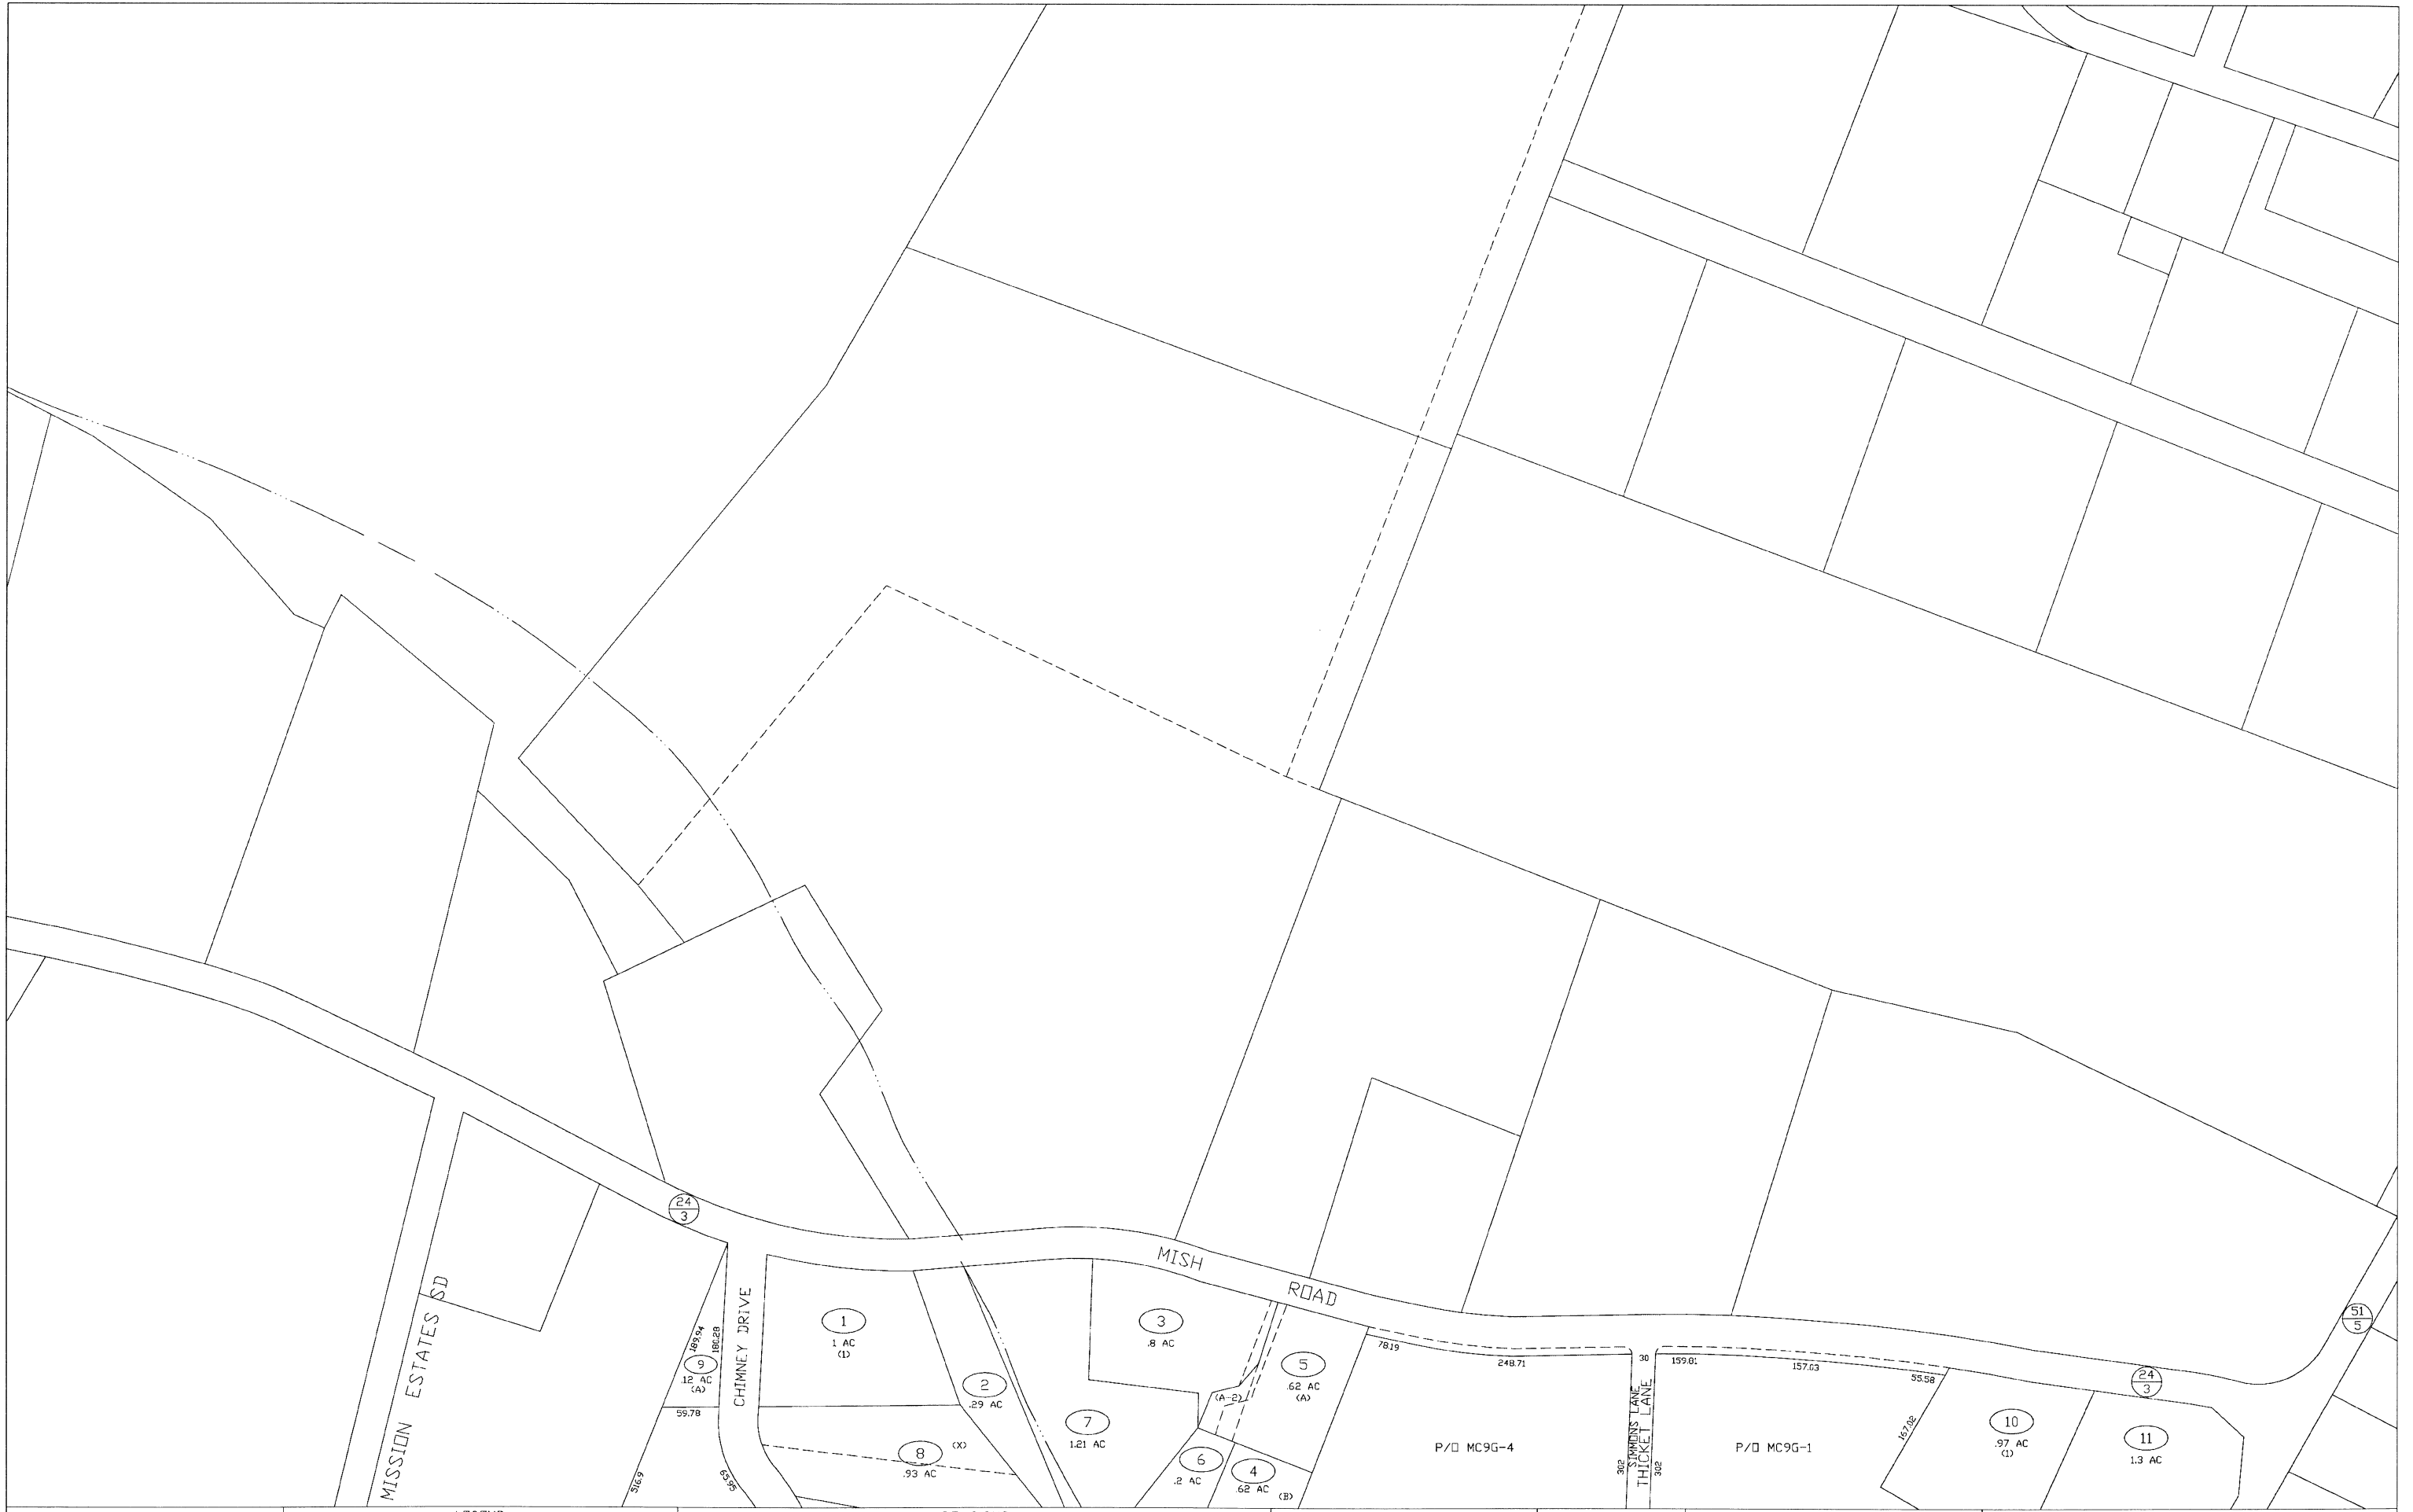 24
3
MISH
ROAD
MISSION ESTATES SD
CHIMNEY DRIVE
189.94
180.28
9
.12 AC
(A)
59.78
516.9
65.95
1
1 AC
(1)
2
.29 AC
8
(X)
.93 AC
3
.8 AC
7
1.21 AC
(A-2)
5
.62 AC
(A)
6
.2 AC
4
.62 AC
(B)
78.19
248.71
30
159.81
157.03
55.58
P/O MC9G-4
302
SIMMONS LANE
THICKET LANE
302
P/O MC9G-1
167.02
10
.97 AC
(1)
11
1.3 AC
24
3
51
5